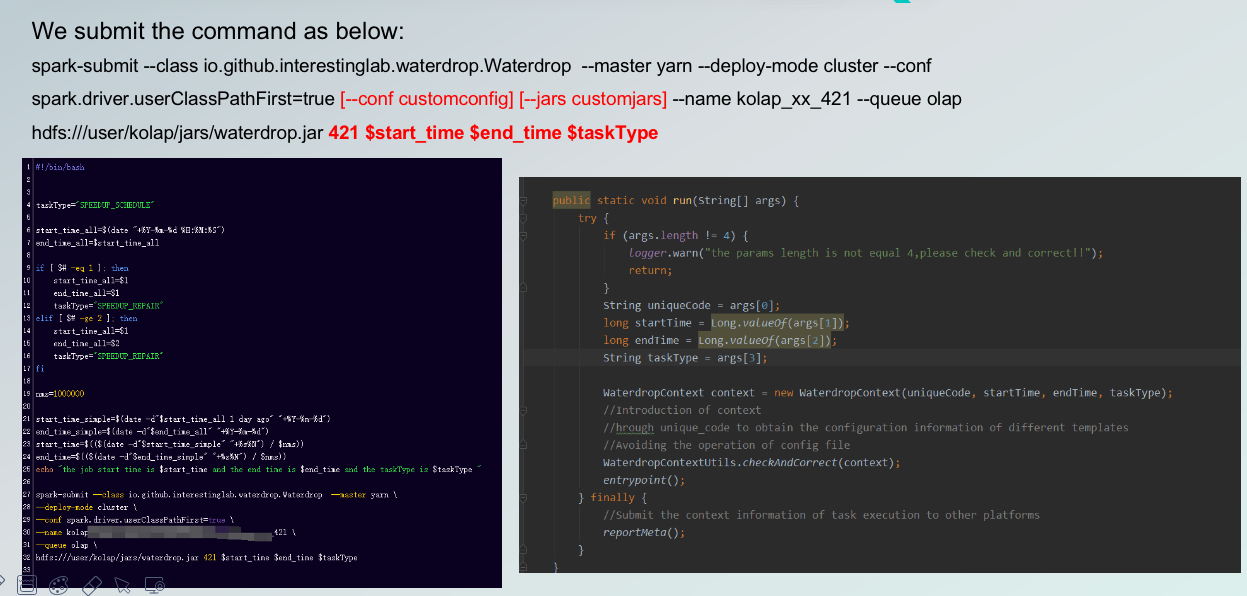 We submit the command as below:
spark-submit --class io.github.interestinglab.waterdrop.Waterdrop --master yarn --deploy-mode cluster --conf
spark.driver.userClassPathFirst=true [--conf customconfig] [--jars customjars] --name kolap_xx_421 --queue olap
hdfs:///user/kolap/jars/waterdrop.jar 421 $start_time $end_time $taskType
1 #!/bin/bash
2
3
4 taskType="SPEEDUP_SCHEDULE"
5
6 start_time_all=$(date "+%Y-%m-%d %H:%M:%S")
7 end_time_all=$start_time_all
8
9 if [ $# -eq 1 ]; then
10 start_time_all=$1
11 end_time_all=$1
12 taskType="SPEEDUP_REPAIR"
13 elif [ $# -ge 2 ]; then
14 start_time_all=$1
15 end_time_all=$2
16 taskType="SPEEDUP_REPAIR"
17 fi
18
19 nms=1000000
20
21 start_time_simple=$(date -d"$start_time_all 1 day ago" "+%Y-%m-%d")
22 end_time_simple=$(date -d"$end_time_all" "+%Y-%m-%d")
23 start_time=$(($(date -d"$start_time_simple" "+%s%N") / $nms))
24 end_time=$(($(date -d"$end_time_simple" "+%s%N") / $nms))
25 echo "the job start time is $start_time and the end time is $end_time and the taskType is $taskType "
26
27 spark-submit --class io.github.interestinglab.waterdrop.Waterdrop --master yarn \
28 --deploy-mode cluster \
29 --conf spark.driver.userClassPathFirst=true \
30 --name kolap 421 \
31 --queue olap \
32 hdfs:///user/kolap/jars/waterdrop.jar 421 $start_time $end_time $taskType
33
public static void run(String[] args) {
try {
if (args.length != 4) {
logger.warn("the params length is not equal 4,please check and correct!!");
return;
}
String uniqueCode = args[0];
long startTime = Long.valueOf(args[1]);
long endTime = Long.valueOf(args[2]);
String taskType = args[3];
WaterdropContext context = new WaterdropContext(uniqueCode, startTime, endTime, taskType);
//Introduction of context
//hrough unique_code to obtain the configuration information of different templates
//Avoiding the operation of config file
WaterdropContextUtils.checkAndCorrect(context);
entrypoint();
} finally {
//Submit the context information of task execution to other platforms
reportMeta();
}
}